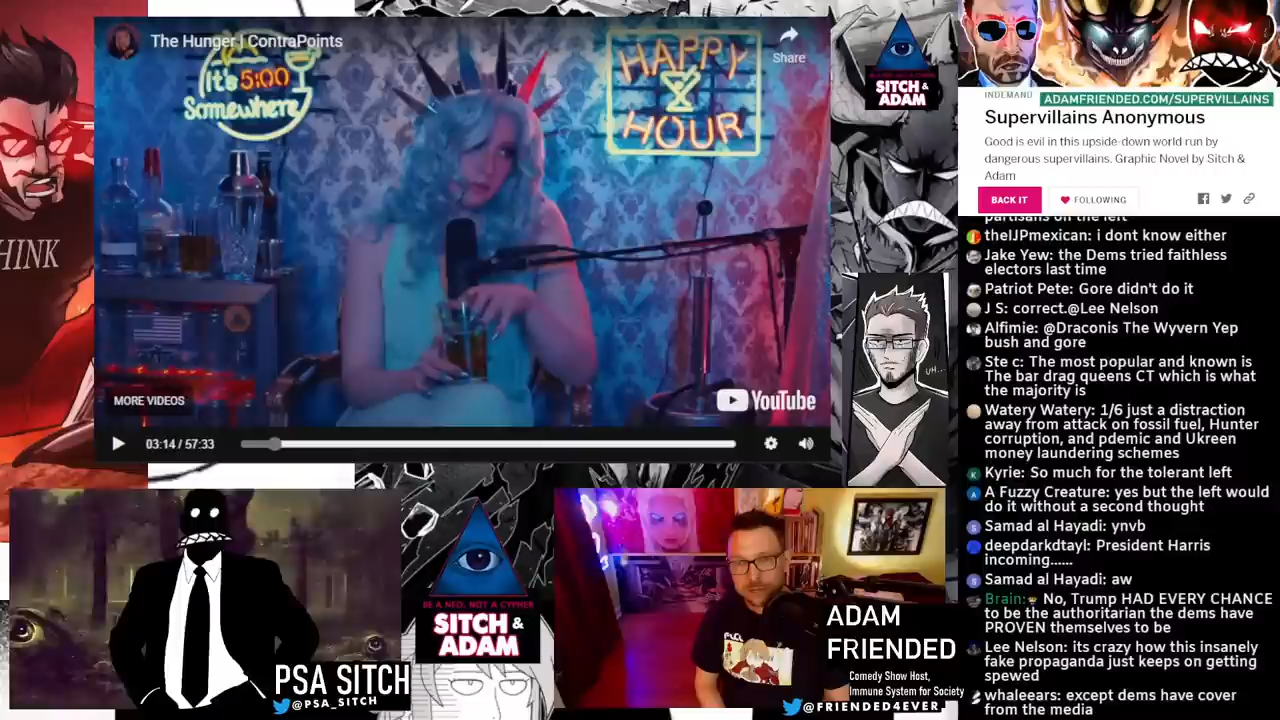 The Hunger | ContraPoints
Share
It's 5:00
Somewhere
HAPPY
HOUR
MORE VIDEOS
YouTube
03:14 / 57:33
HINK
SITCH &
ADAM
UH...
BE A NEO, NOT A CYPHER
SITCH &
ADAM
PSA SITCH
@PSA_SITCH
ADAM
FRIENDED
Comedy Show Host,
Immune System for Society
@FRIENDED4EVER
INDEMAND
ADAMFRIENDED.COM/SUPERVILLAINS
Supervillains Anonymous
Good is evil in this upside-down world run by
dangerous supervillains. Graphic Novel by Sitch &
Adam
BACK IT
FOLLOWING
partisans on the left
theIJPmexican: i dont know either
Jake Yew: the Dems tried faithless
electors last time
Patriot Pete: Gore didn't do it
J S: correct.@Lee Nelson
Alfimie: @Draconis The Wyvern Yep
bush and gore
Ste c: The most popular and known is
The bar drag queens CT which is what
the majority is
Watery Watery: 1/6 just a distraction
away from attack on fossil fuel, Hunter
corruption, and pdemic and Ukreen
money laundering schemes
Kyrie: So much for the tolerant left
A Fuzzy Creature: yes but the left would
do it without a second thought
Samad al Hayadi: ynvb
deepdarkdtayl: President Harris
incoming......
Samad al Hayadi: aw
Brain: No, Trump HAD EVERY CHANCE
to be the authoritarian the dems have
PROVEN themselves to be
Lee Nelson: its crazy how this insanely
fake propaganda just keeps on getting
spewed
whaleears: except dems have cover
from the media